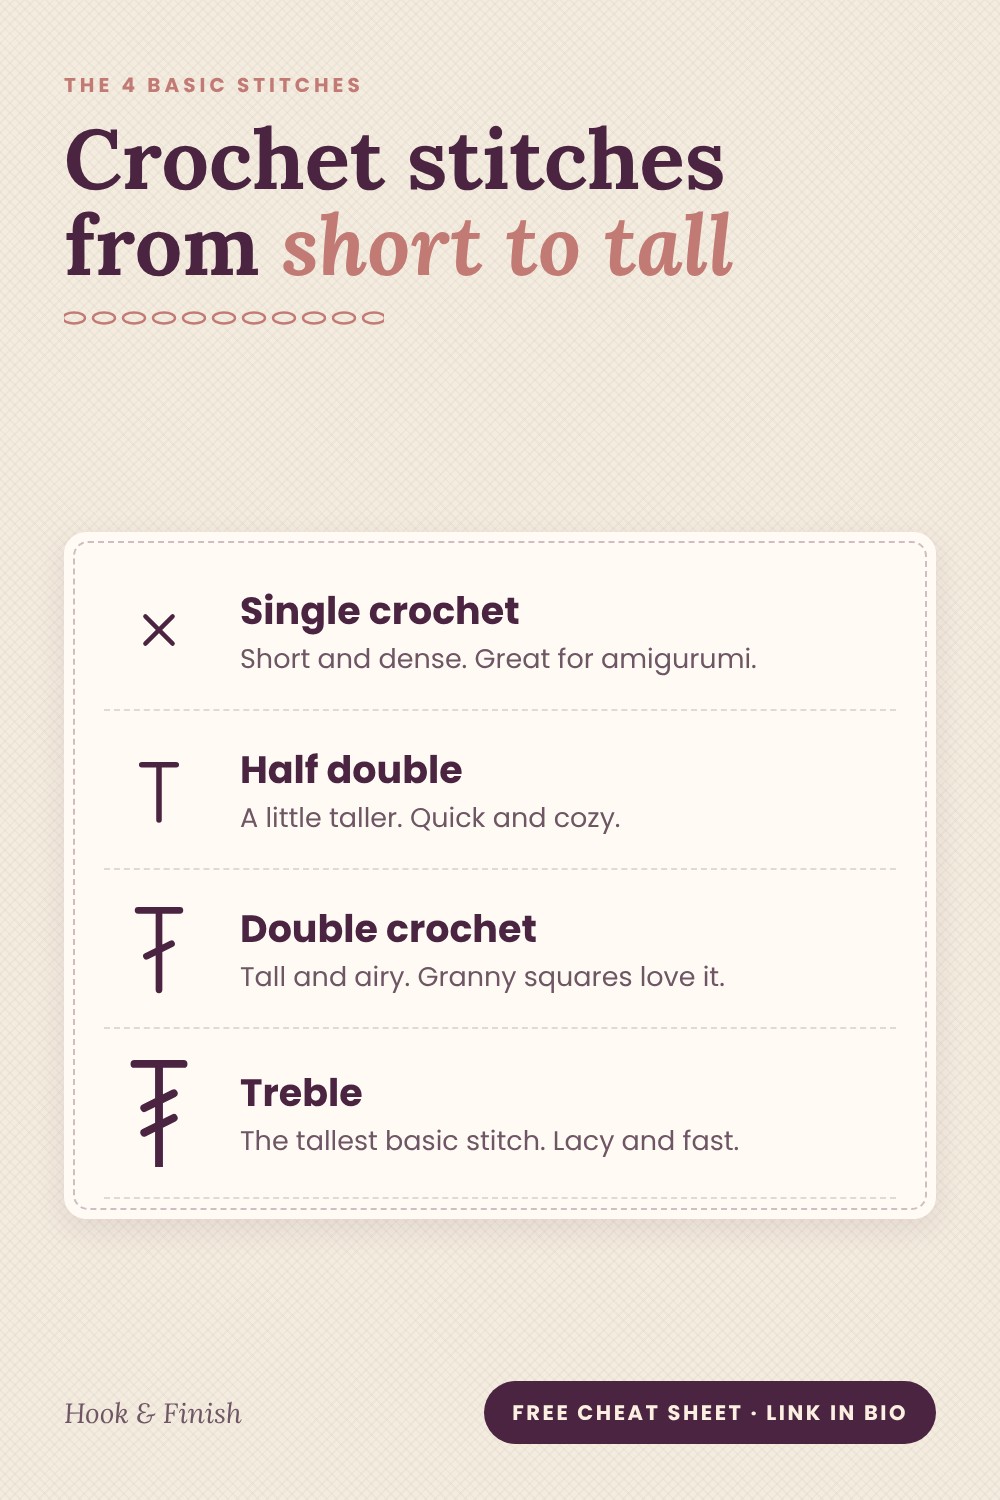 THE 4 BASIC STITCHES
Crochet stitches
from short to tall
Single crochet
Short and dense. Great for amigurumi.
Half double
A little taller. Quick and cozy.
Double crochet
Tall and airy. Granny squares love it.
Treble
The tallest basic stitch. Lacy and fast.
Hook & Finish
FREE CHEAT SHEET · LINK IN BIO